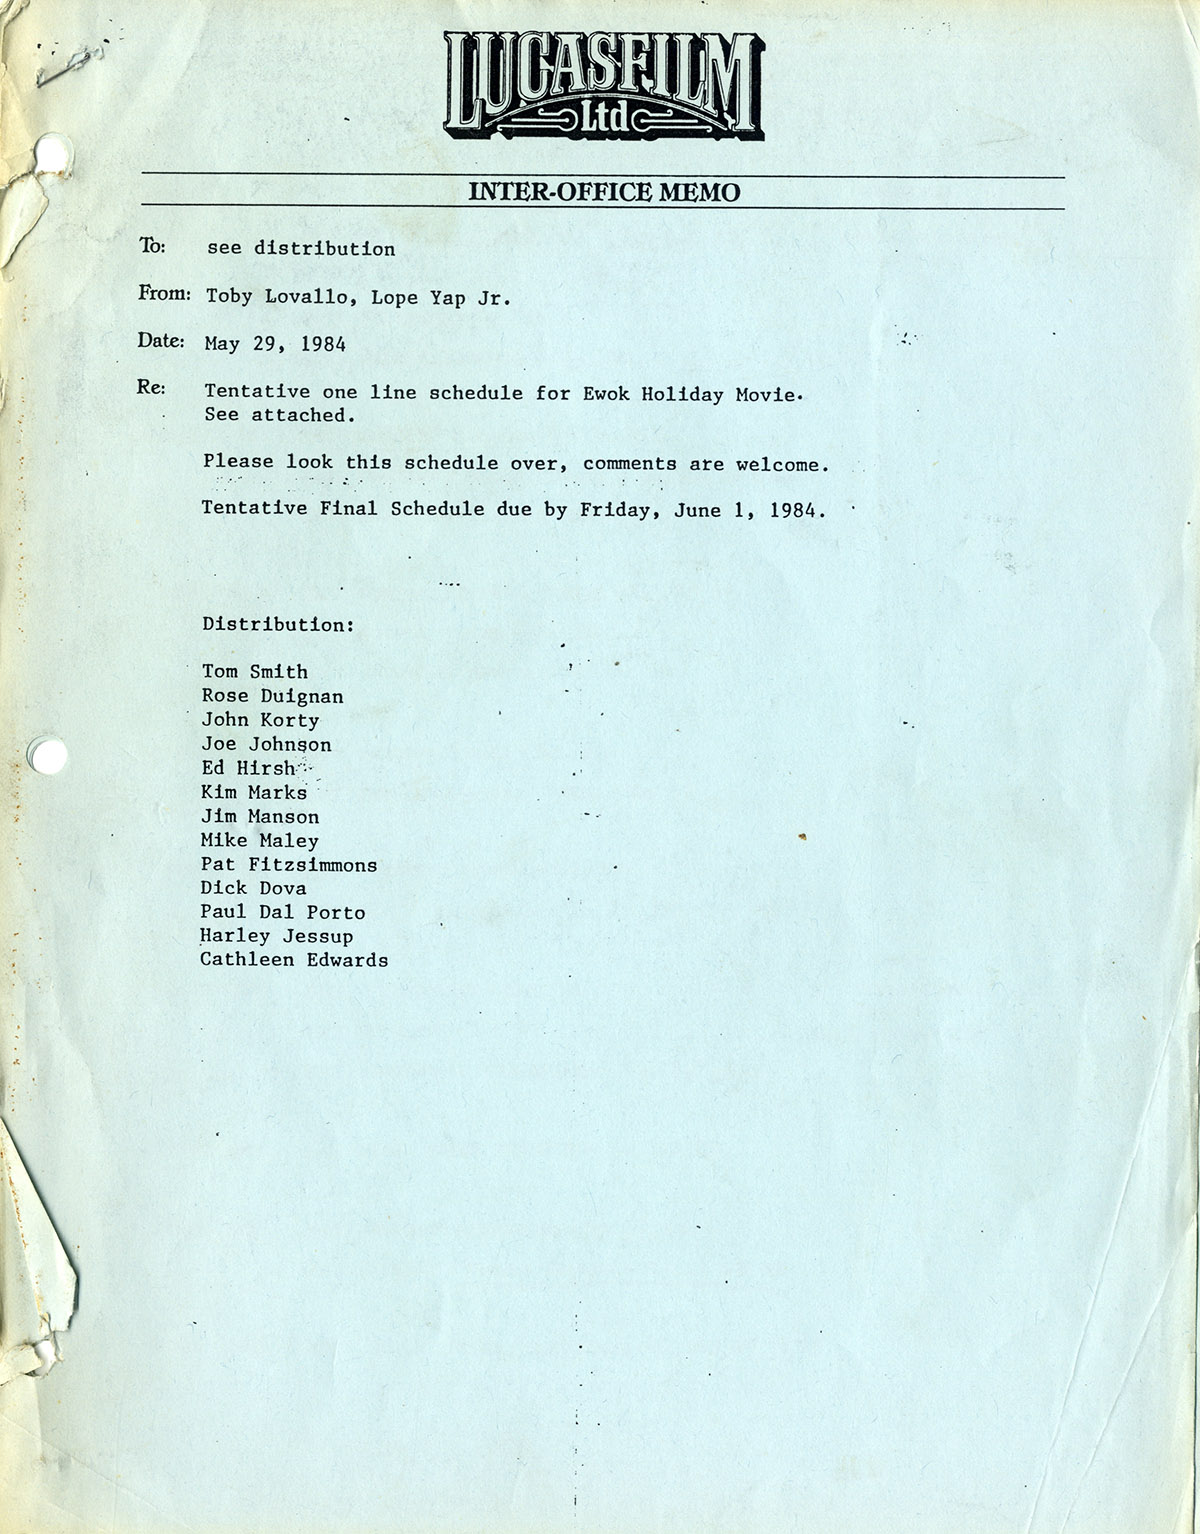 LUCASFILM
Ltd
INTER-OFFICE MEMO
To: see distribution
From: Toby Lovallo, Lope Yap Jr.
Date: May 29, 1984
Re: Tentative one line schedule for Ewok Holiday Movie.
See attached.
Please look this schedule over, comments are welcome.
Tentative Final Schedule due by Friday, June 1, 1984.
Distribution:
Tom Smith
Rose Duignan
John Korty
Joe Johnson
Ed Hirsh
Kim Marks
Jim Manson
Mike Maley
Pat Fitzsimmons
Dick Dova
Paul Dal Porto
Harley Jessup
Cathleen Edwards